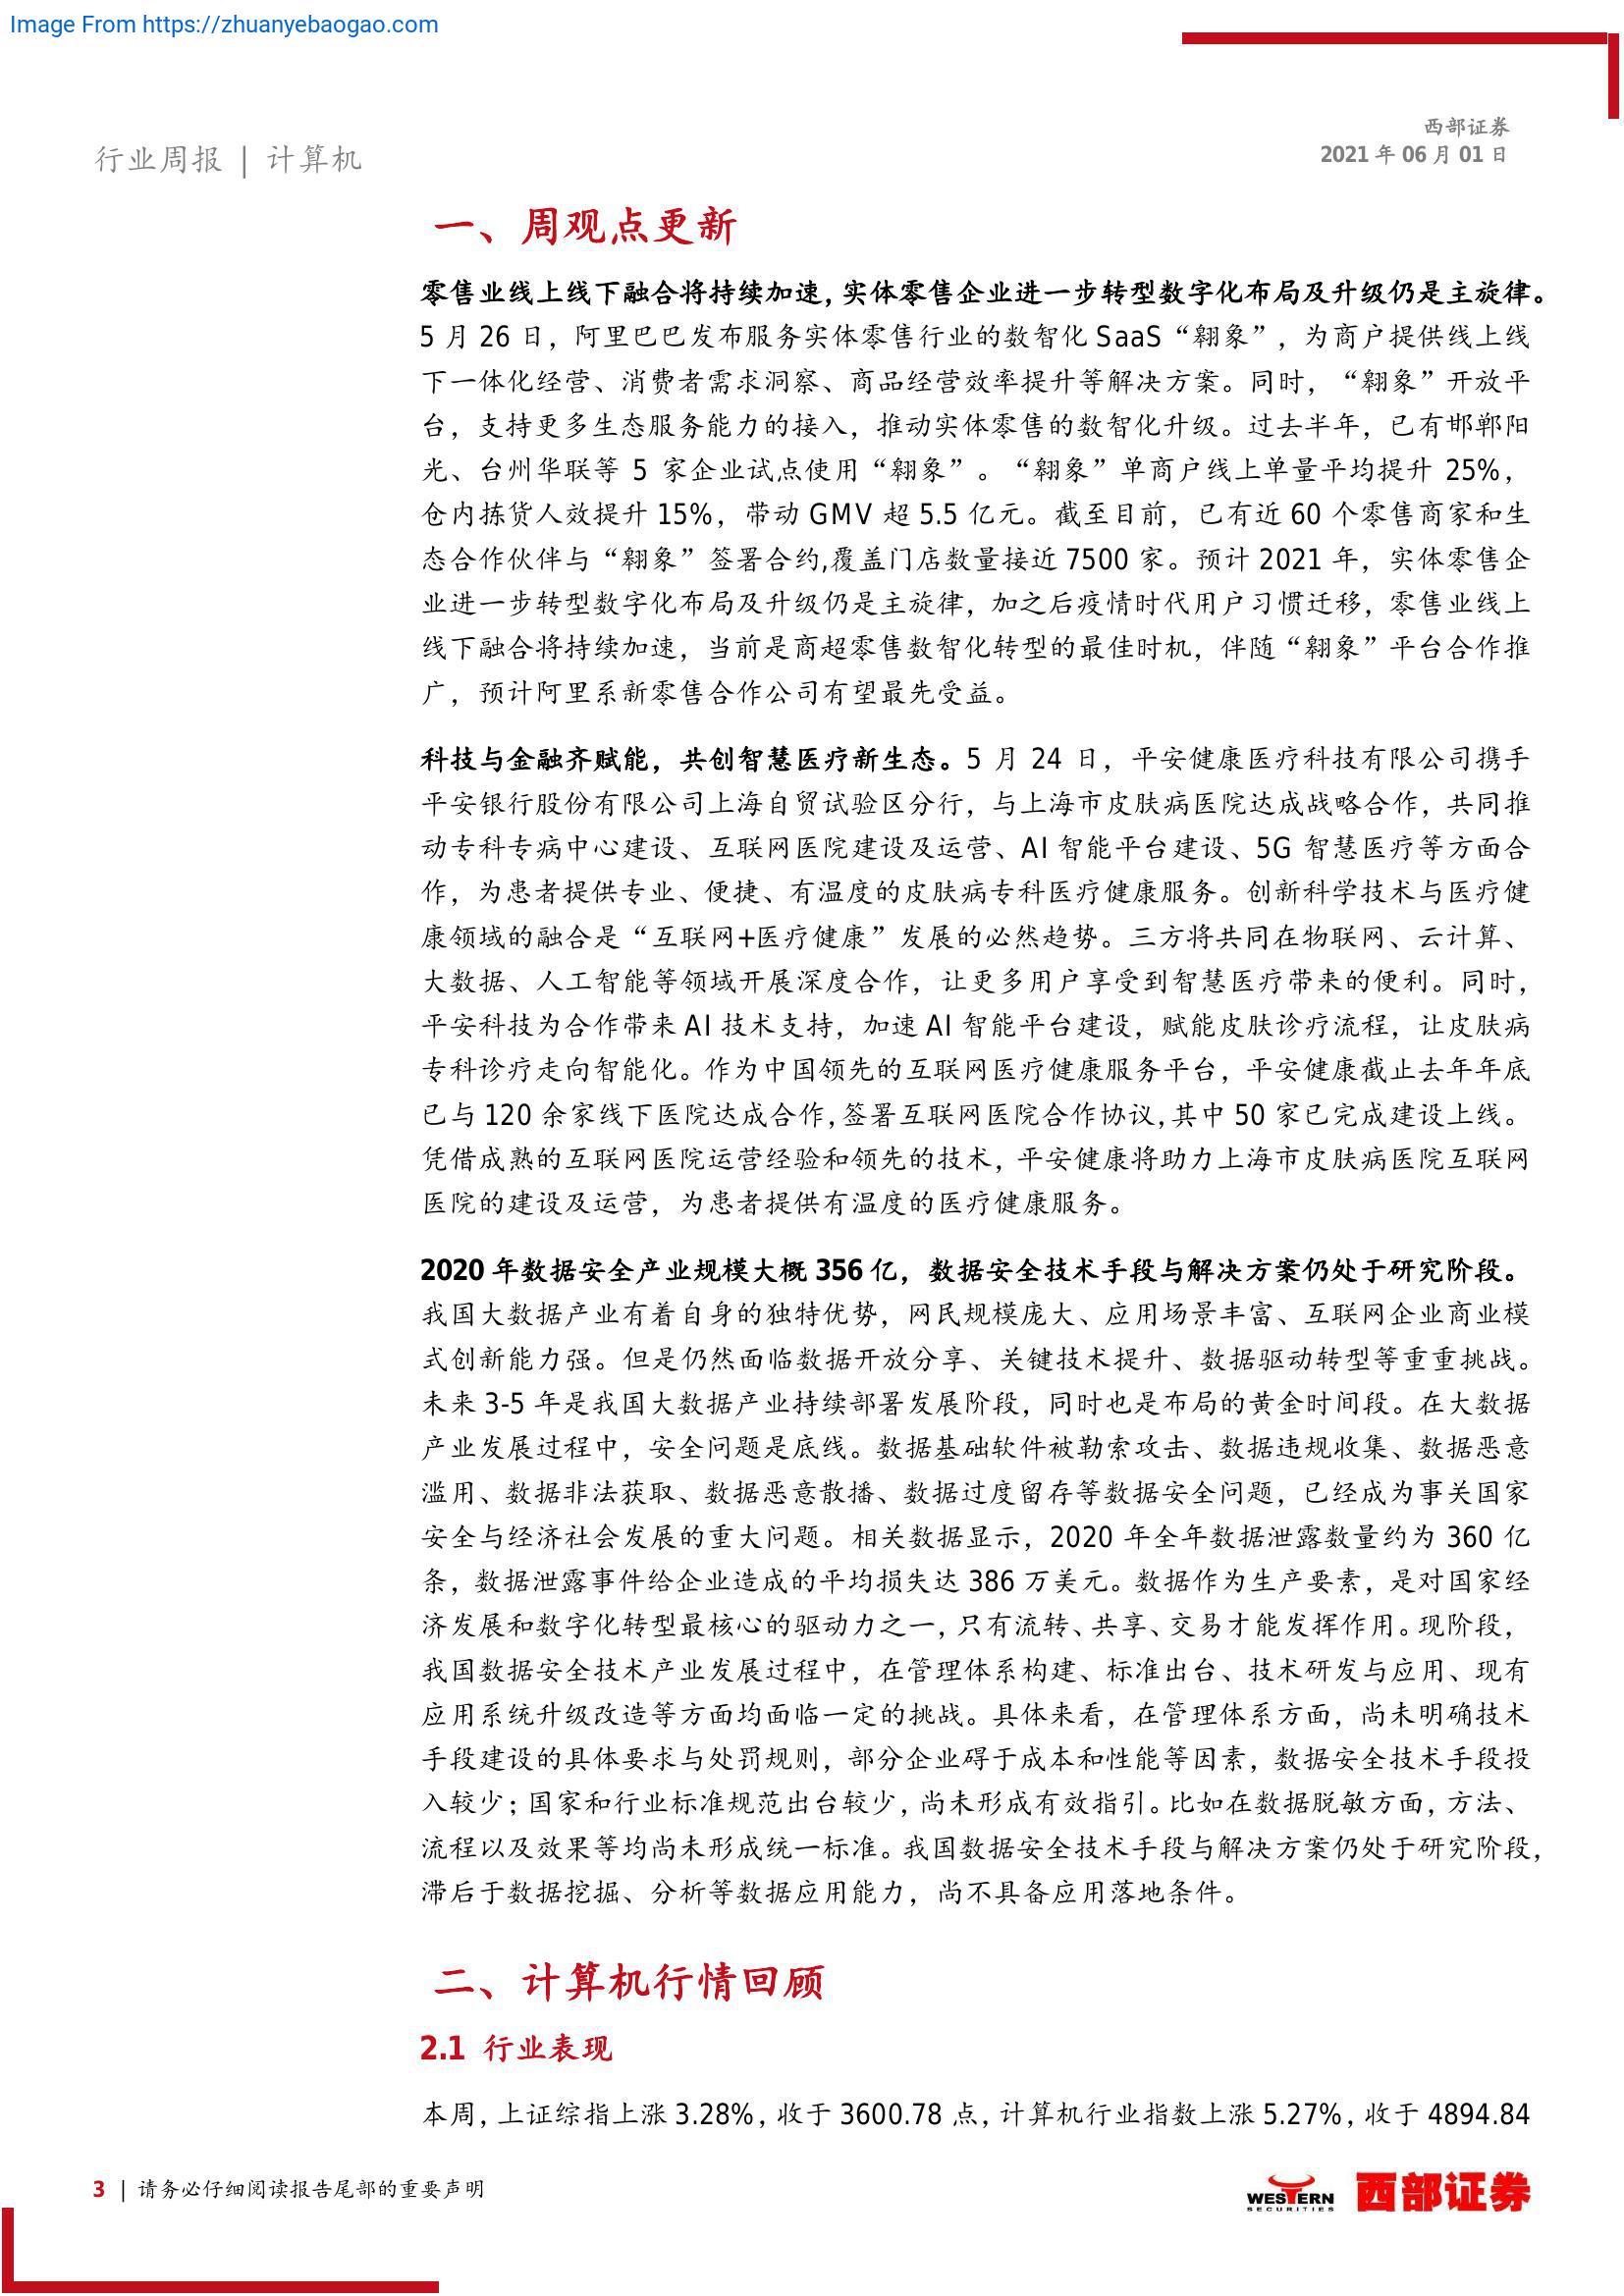 Image From https://zhuanyebaogao.com
西部证券
2021 年 06 月 01 日
行业周报 | 计算机
一、周观点更新
零售业线上线下融合将持续加速，实体零售企业进一步转型数字化布局及升级仍是主旋律。
5 月 26 日，阿里巴巴发布服务实体零售行业的数智化 SaaS“翱象”，为商户提供线上线
下一体化经营、消费者需求洞察、商品经营效率提升等解决方案。同时，“翱象”开放平
台，支持更多生态服务能力的接入，推动实体零售的数智化升级。过去半年，已有邯郸阳
光、台州华联等 5 家企业试点使用“翱象”。“翱象”单商户线上单量平均提升 25%，
仓内拣货人效提升 15%，带动 GMV 超 5.5 亿元。截至目前，已有近 60 个零售商家和生
态合作伙伴与“翱象”签署合约,覆盖门店数量接近 7500 家。预计 2021 年，实体零售企
业进一步转型数字化布局及升级仍是主旋律，加之后疫情时代用户习惯迁移，零售业线上
线下融合将持续加速，当前是商超零售数智化转型的最佳时机，伴随“翱象”平台合作推
广，预计阿里系新零售合作公司有望最先受益。
科技与金融齐赋能，共创智慧医疗新生态。5 月 24 日，平安健康医疗科技有限公司携手
平安银行股份有限公司上海自贸试验区分行，与上海市皮肤病医院达成战略合作，共同推
动专科专病中心建设、互联网医院建设及运营、AI 智能平台建设、5G 智慧医疗等方面合
作，为患者提供专业、便捷、有温度的皮肤病专科医疗健康服务。创新科学技术与医疗健
康领域的融合是“互联网+医疗健康”发展的必然趋势。三方将共同在物联网、云计算、
大数据、人工智能等领域开展深度合作，让更多用户享受到智慧医疗带来的便利。同时，
平安科技为合作带来 AI 技术支持，加速 AI 智能平台建设，赋能皮肤诊疗流程，让皮肤病
专科诊疗走向智能化。作为中国领先的互联网医疗健康服务平台，平安健康截止去年年底
已与 120 余家线下医院达成合作,签署互联网医院合作协议,其中 50 家已完成建设上线。
凭借成熟的互联网医院运营经验和领先的技术，平安健康将助力上海市皮肤病医院互联网
医院的建设及运营，为患者提供有温度的医疗健康服务。
2020 年数据安全产业规模大概 356 亿，数据安全技术手段与解决方案仍处于研究阶段。
我国大数据产业有着自身的独特优势，网民规模庞大、应用场景丰富、互联网企业商业模
式创新能力强。但是仍然面临数据开放分享、关键技术提升、数据驱动转型等重重挑战。
未来 3-5 年是我国大数据产业持续部署发展阶段，同时也是布局的黄金时间段。在大数据
产业发展过程中，安全问题是底线。数据基础软件被勒索攻击、数据违规收集、数据恶意
滥用、数据非法获取、数据恶意散播、数据过度留存等数据安全问题，已经成为事关国家
安全与经济社会发展的重大问题。相关数据显示，2020 年全年数据泄露数量约为 360 亿
条，数据泄露事件给企业造成的平均损失达 386 万美元。数据作为生产要素，是对国家经
济发展和数字化转型最核心的驱动力之一，只有流转、共享、交易才能发挥作用。现阶段，
我国数据安全技术产业发展过程中，在管理体系构建、标准出台、技术研发与应用、现有
应用系统升级改造等方面均面临一定的挑战。具体来看，在管理体系方面，尚未明确技术
手段建设的具体要求与处罚规则，部分企业碍于成本和性能等因素，数据安全技术手段投
入较少；国家和行业标准规范出台较少，尚未形成有效指引。比如在数据脱敏方面，方法、
流程以及效果等均尚未形成统一标准。我国数据安全技术手段与解决方案仍处于研究阶段，
滞后于数据挖掘、分析等数据应用能力，尚不具备应用落地条件。
二、计算机行情回顾
2.1 行业表现
本周，上证综指上涨 3.28%，收于 3600.78 点，计算机行业指数上涨 5.27%，收于 4894.84
3 | 请务必仔细阅读报告尾部的重要声明
WESTERN
SECURITIES
西部证券